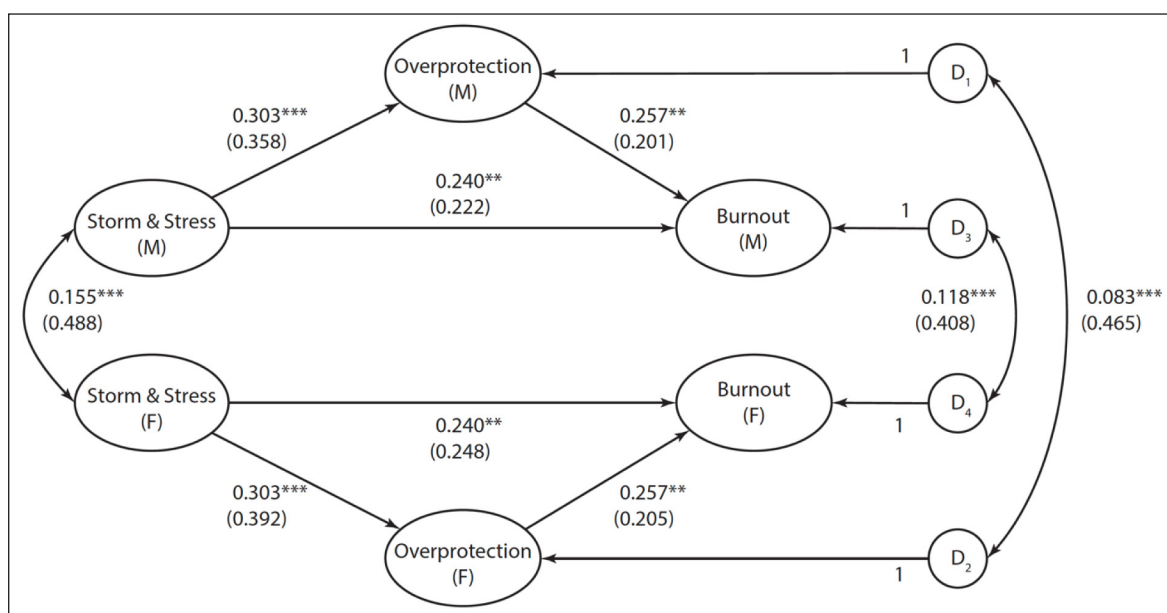 Overprotection
(M)
1
D1
0.303***
(0.358)
0.257**
(0.201)
0.240**
(0.222)
Storm & Stress
(M)
Burnout
(M)
1
D3
0.155***
(0.488)
0.118***
(0.408)
0.083***
(0.465)
Storm & Stress
(F)
Burnout
(F)
1
D4
0.240**
(0.248)
0.303***
(0.392)
0.257**
(0.205)
Overprotection
(F)
1
D2